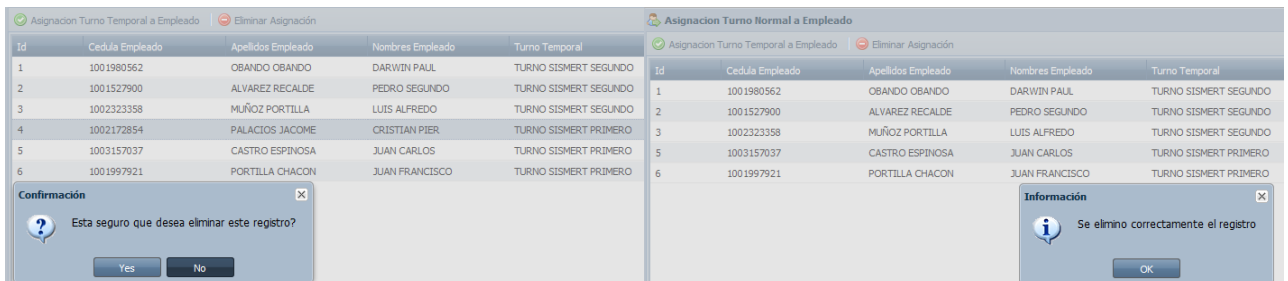 Asignacion Turno Temporal a Empleado Eliminar Asignación
Id Cedula Empleado Apellidos Empleado Nombres Empleado Turno Temporal
1 1001980562 OBANDO OBANDO DARWIN PAUL TURNO SISMERT SEGUNDO
2 1001527900 ALVAREZ RECALDE PEDRO SEGUNDO TURNO SISMERT SEGUNDO
3 1002323358 MUÑOZ PORTILLA LUIS ALFREDO TURNO SISMERT SEGUNDO
4 1002172854 PALACIOS JACOME CRISTIAN PIER TURNO SISMERT PRIMERO
5 1003157037 CASTRO ESPINOSA JUAN CARLOS TURNO SISMERT PRIMERO
6 1001997921 PORTILLA CHACON JUAN FRANCISCO TURNO SISMERT PRIMERO
Confirmación
Esta seguro que desea eliminar este registro?
Yes No
Asignacion Turno Normal a Empleado
Asignacion Turno Temporal a Empleado Eliminar Asignación
Id Cedula Empleado Apellidos Empleado Nombres Empleado Turno Temporal
1 1001980562 OBANDO OBANDO DARWIN PAUL TURNO SISMERT SEGUNDO
2 1001527900 ALVAREZ RECALDE PEDRO SEGUNDO TURNO SISMERT SEGUNDO
3 1002323358 MUÑOZ PORTILLA LUIS ALFREDO TURNO SISMERT SEGUNDO
5 1003157037 CASTRO ESPINOSA JUAN CARLOS TURNO SISMERT PRIMERO
6 1001997921 PORTILLA CHACON JUAN FRANCISCO TURNO SISMERT PRIMERO
Información
Se elimino correctamente el registro
OK